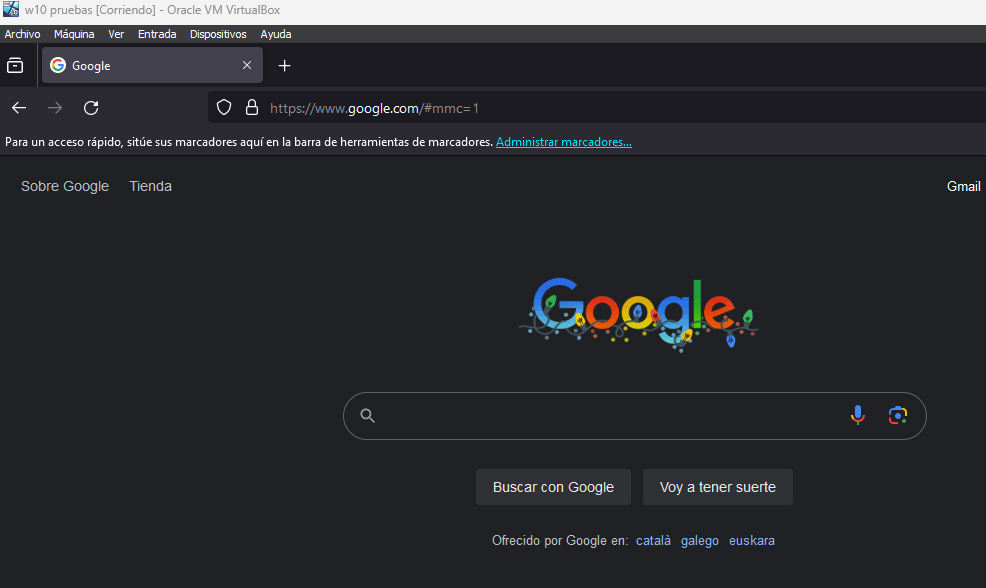 w10 pruebas [Corriendo] - Oracle VM VirtualBox
Archivo Máquina Ver Entrada Dispositivos Ayuda
Google
https://www.google.com/#mmc=1
Para un acceso rápido, sitúe sus marcadores aquí en la barra de herramientas de marcadores. Administrar marcadores...
Sobre Google Tienda Gmail
Google
Buscar con Google Voy a tener suerte
Ofrecido por Google en: català galego euskara